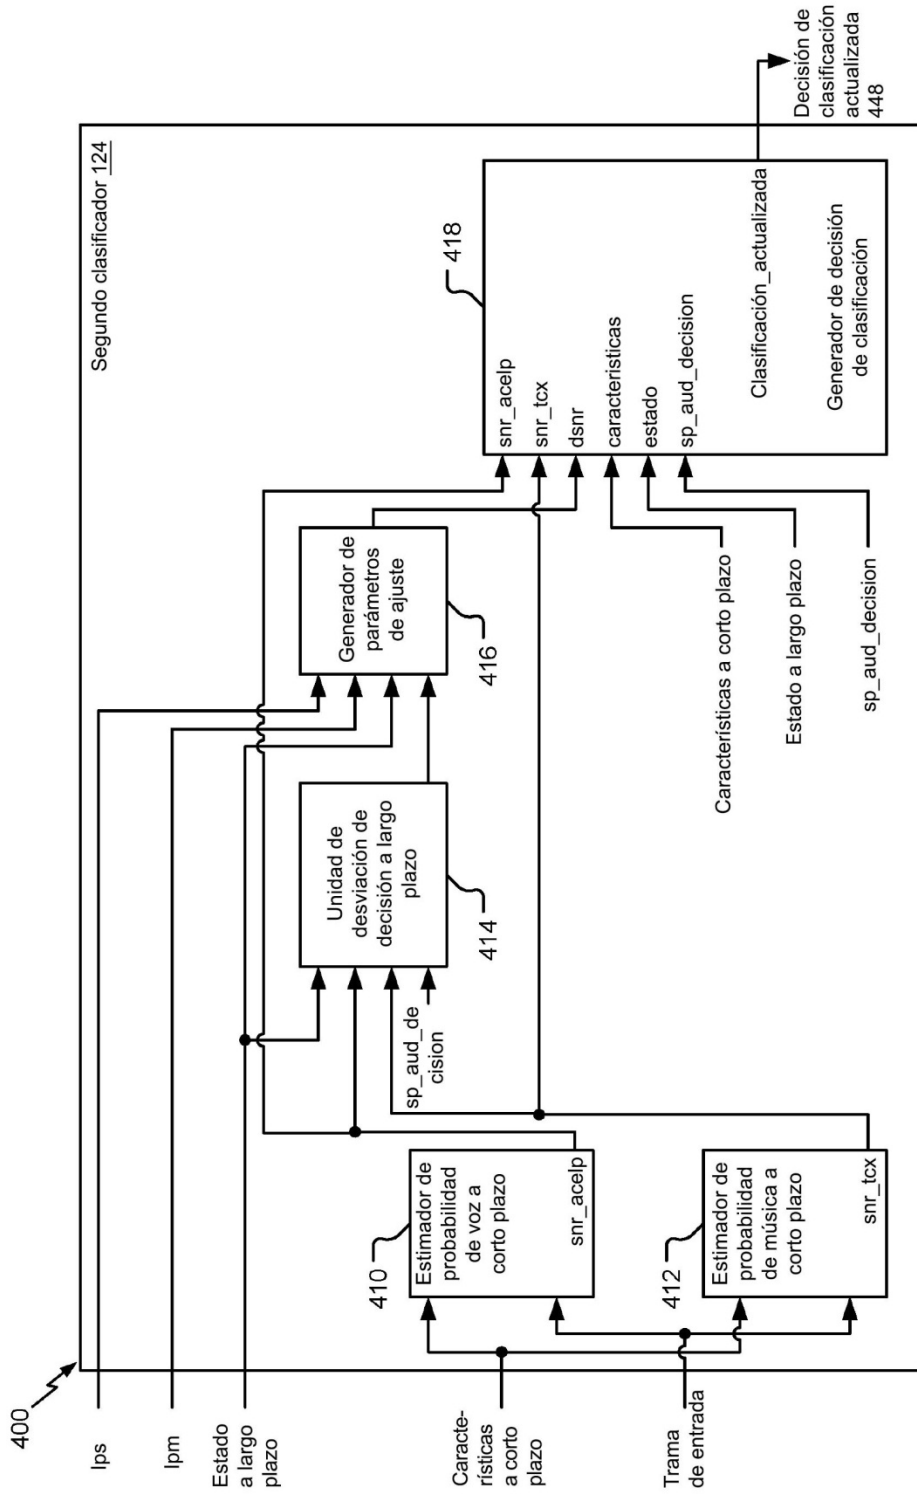 400
Segundo clasificador 124
lps
lpm
Estado
a largo
plazo
Caracte-
rísticas
a corto
plazo
Trama
de entrada
410
Estimador de
probabilidad
de voz a
corto plazo
snr_acelp
412
Estimador de
probabilidad
de música a
corto plazo
snr_tcx
sp_aud_de
cision
Unidad de
desviación de
decisión a largo
plazo
414
Generador de
parámetros
de ajuste
416
Características a corto plazo
Estado a largo plazo
sp_aud_decision
418
snr_acelp
snr_tcx
dsnr
características
estado
sp_aud_decision
Clasificación_actualizada
Generador de decisión
de clasificación
Decisión de
clasificación
actualizada
448